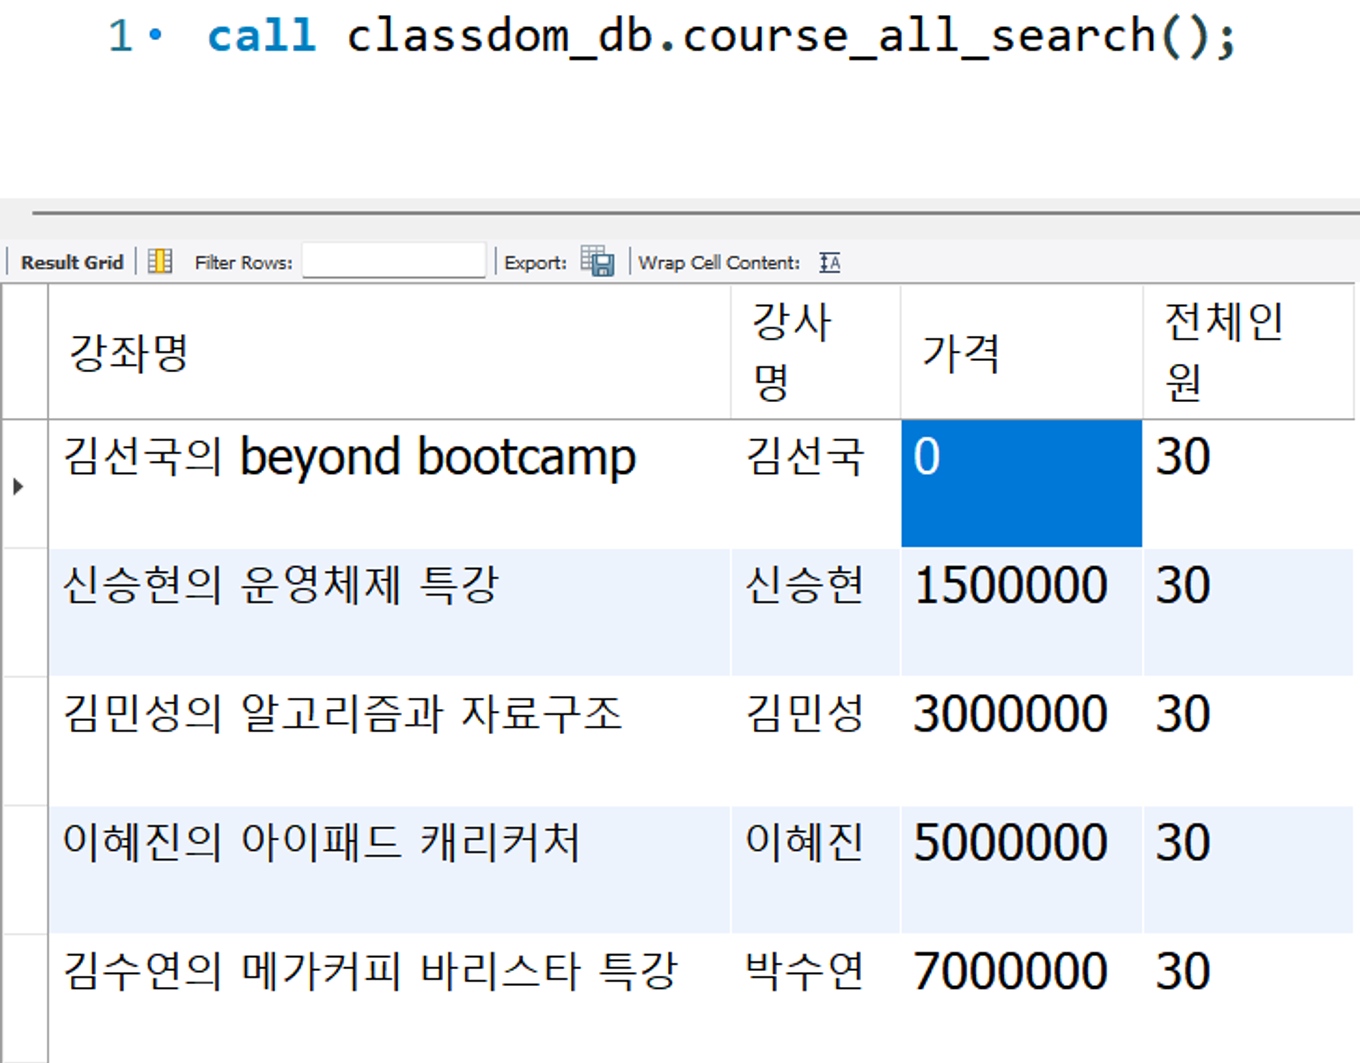 1 call classdom_db.course_all_search();
Result Grid Filter Rows: Export: Wrap Cell Content:
강좌명 강사명 가격 전체인원
김선국의 beyond bootcamp 김선국 0 30
신승현의 운영체제 특강 신승현 1500000 30
김민성의 알고리즘과 자료구조 김민성 3000000 30
이혜진의 아이패드 캐리커처 이혜진 5000000 30
김수연의 메가커피 바리스타 특강 박수연 7000000 30